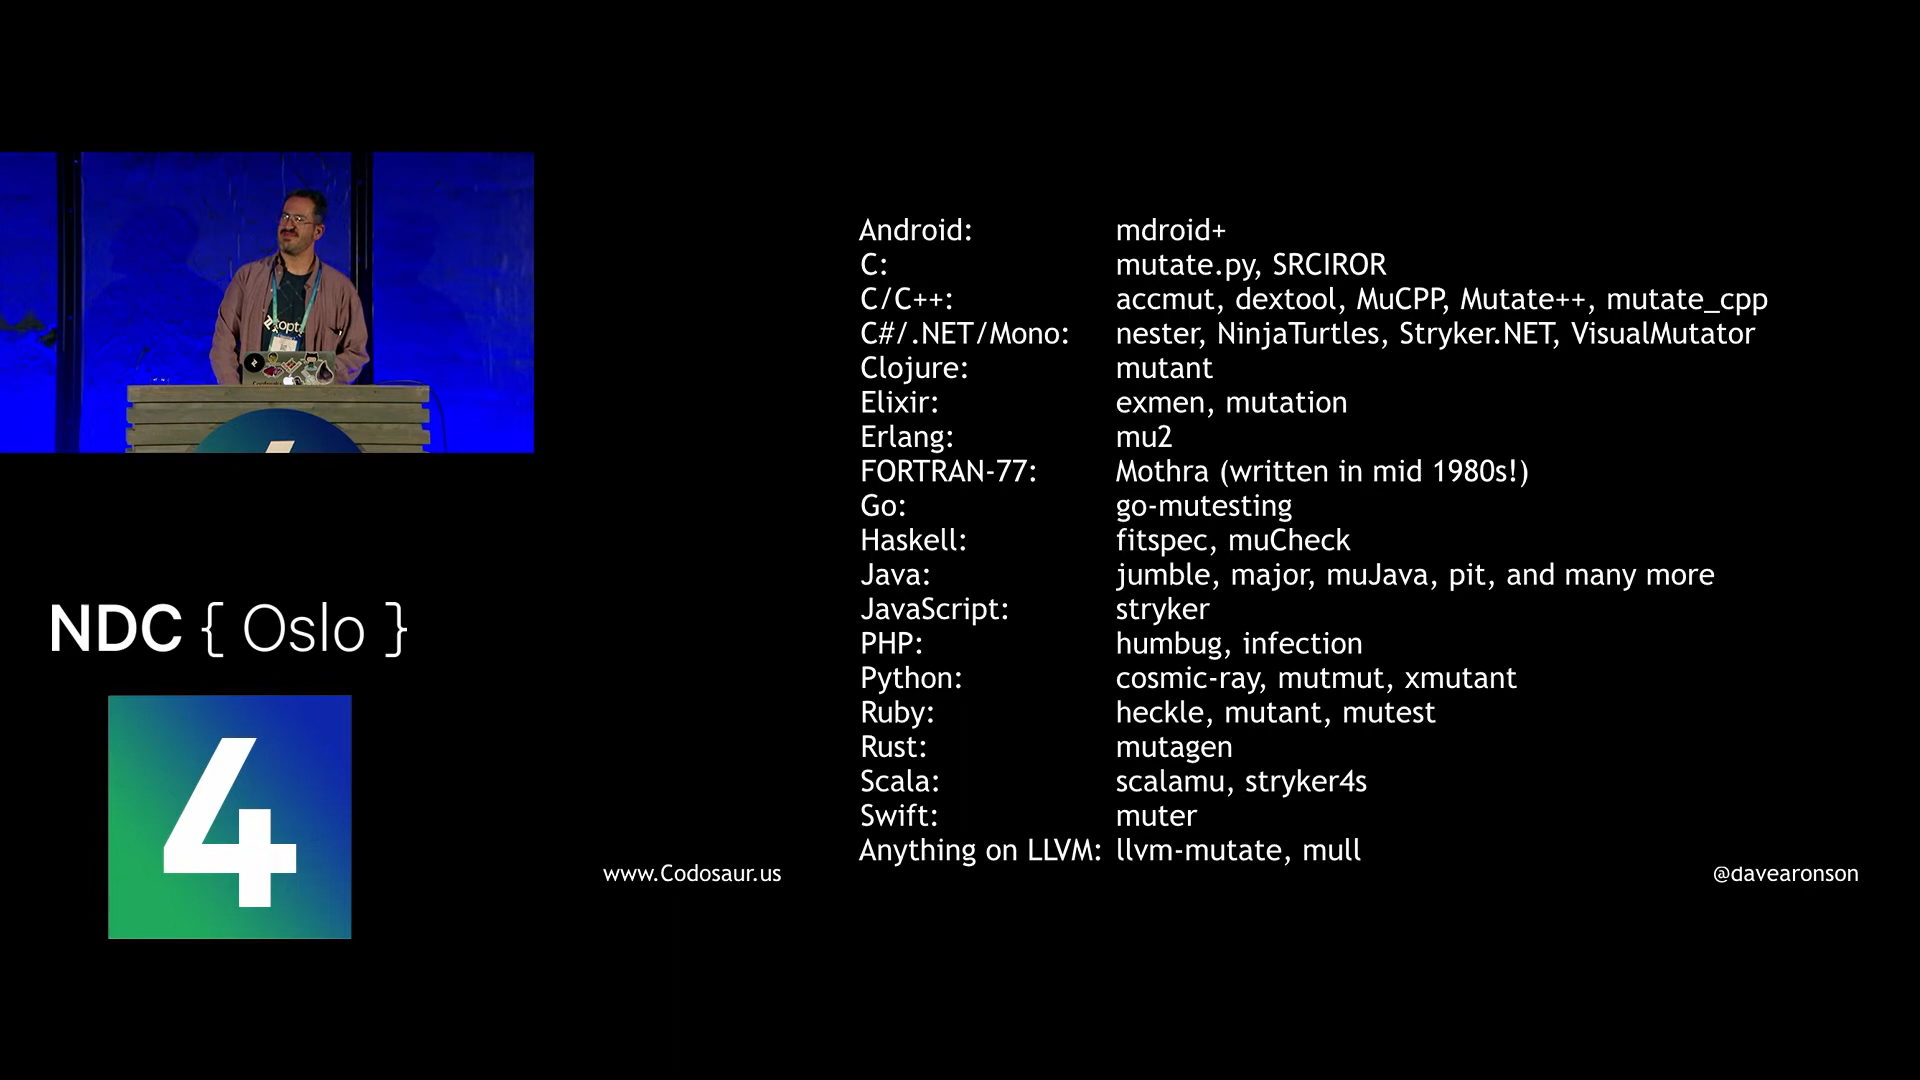 NDC { Oslo }
4
Android: mdroid+
C: mutate.py, SRCIROR
C/C++: accmut, dextool, MuCPP, Mutate++, mutate_cpp
C#/.NET/Mono: nester, NinjaTurtles, Stryker.NET, VisualMutator
Clojure: mutant
Elixir: exmen, mutation
Erlang: mu2
FORTRAN-77: Mothra (written in mid 1980s!)
Go: go-mutesting
Haskell: fitspec, muCheck
Java: jumble, major, muJava, pit, and many more
JavaScript: stryker
PHP: humbug, infection
Python: cosmic-ray, mutmut, xmutant
Ruby: heckle, mutant, mutest
Rust: mutagen
Scala: scalamu, stryker4s
Swift: muter
Anything on LLVM: llvm-mutate, mull
www.Codosaur.us
@davearonson